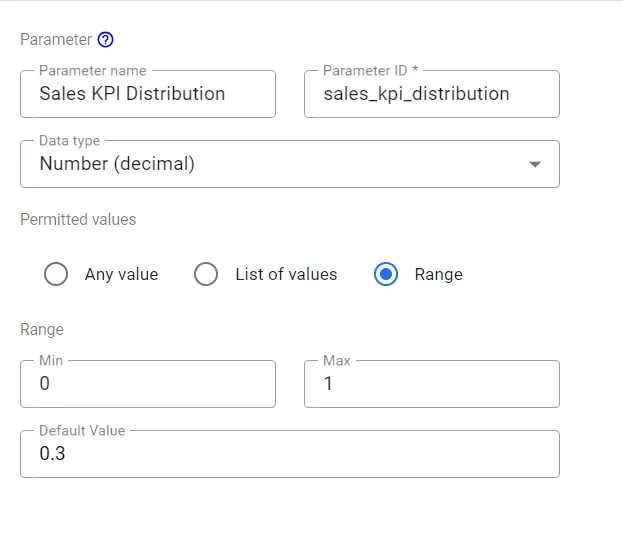 Parameter
Parameter name
Parameter ID *
Sales KPI Distribution
sales_kpi_distribution
Data type
Number (decimal)
Permitted values
Any value
List of values
Range
Range
Min
Max
0
1
Default Value
0.3